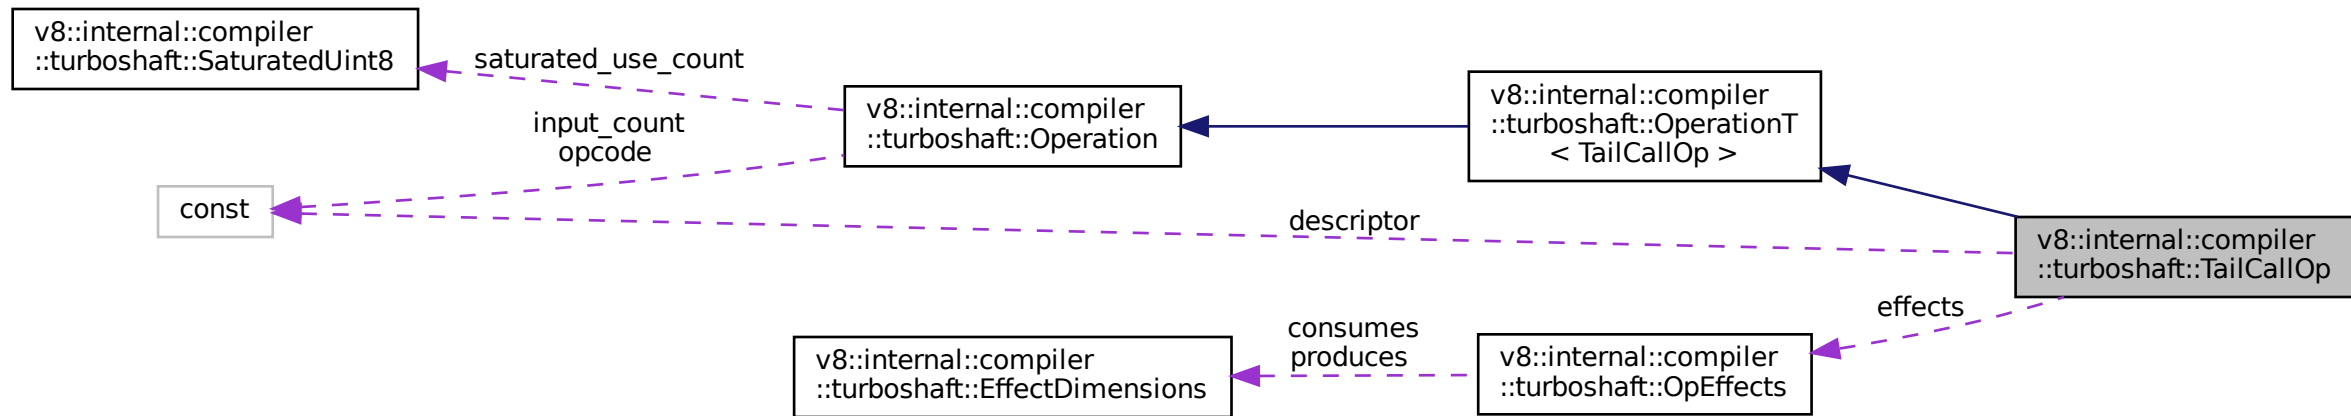 v8::internal::compiler
::turboshaft::SaturatedUint8
saturated_use_count
input_count
opcode
const
v8::internal::compiler
::turboshaft::Operation
v8::internal::compiler
::turboshaft::OperationT
< TailCallOp >
descriptor
v8::internal::compiler
::turboshaft::TailCallOp
effects
v8::internal::compiler
::turboshaft::EffectDimensions
consumes
produces
v8::internal::compiler
::turboshaft::OpEffects